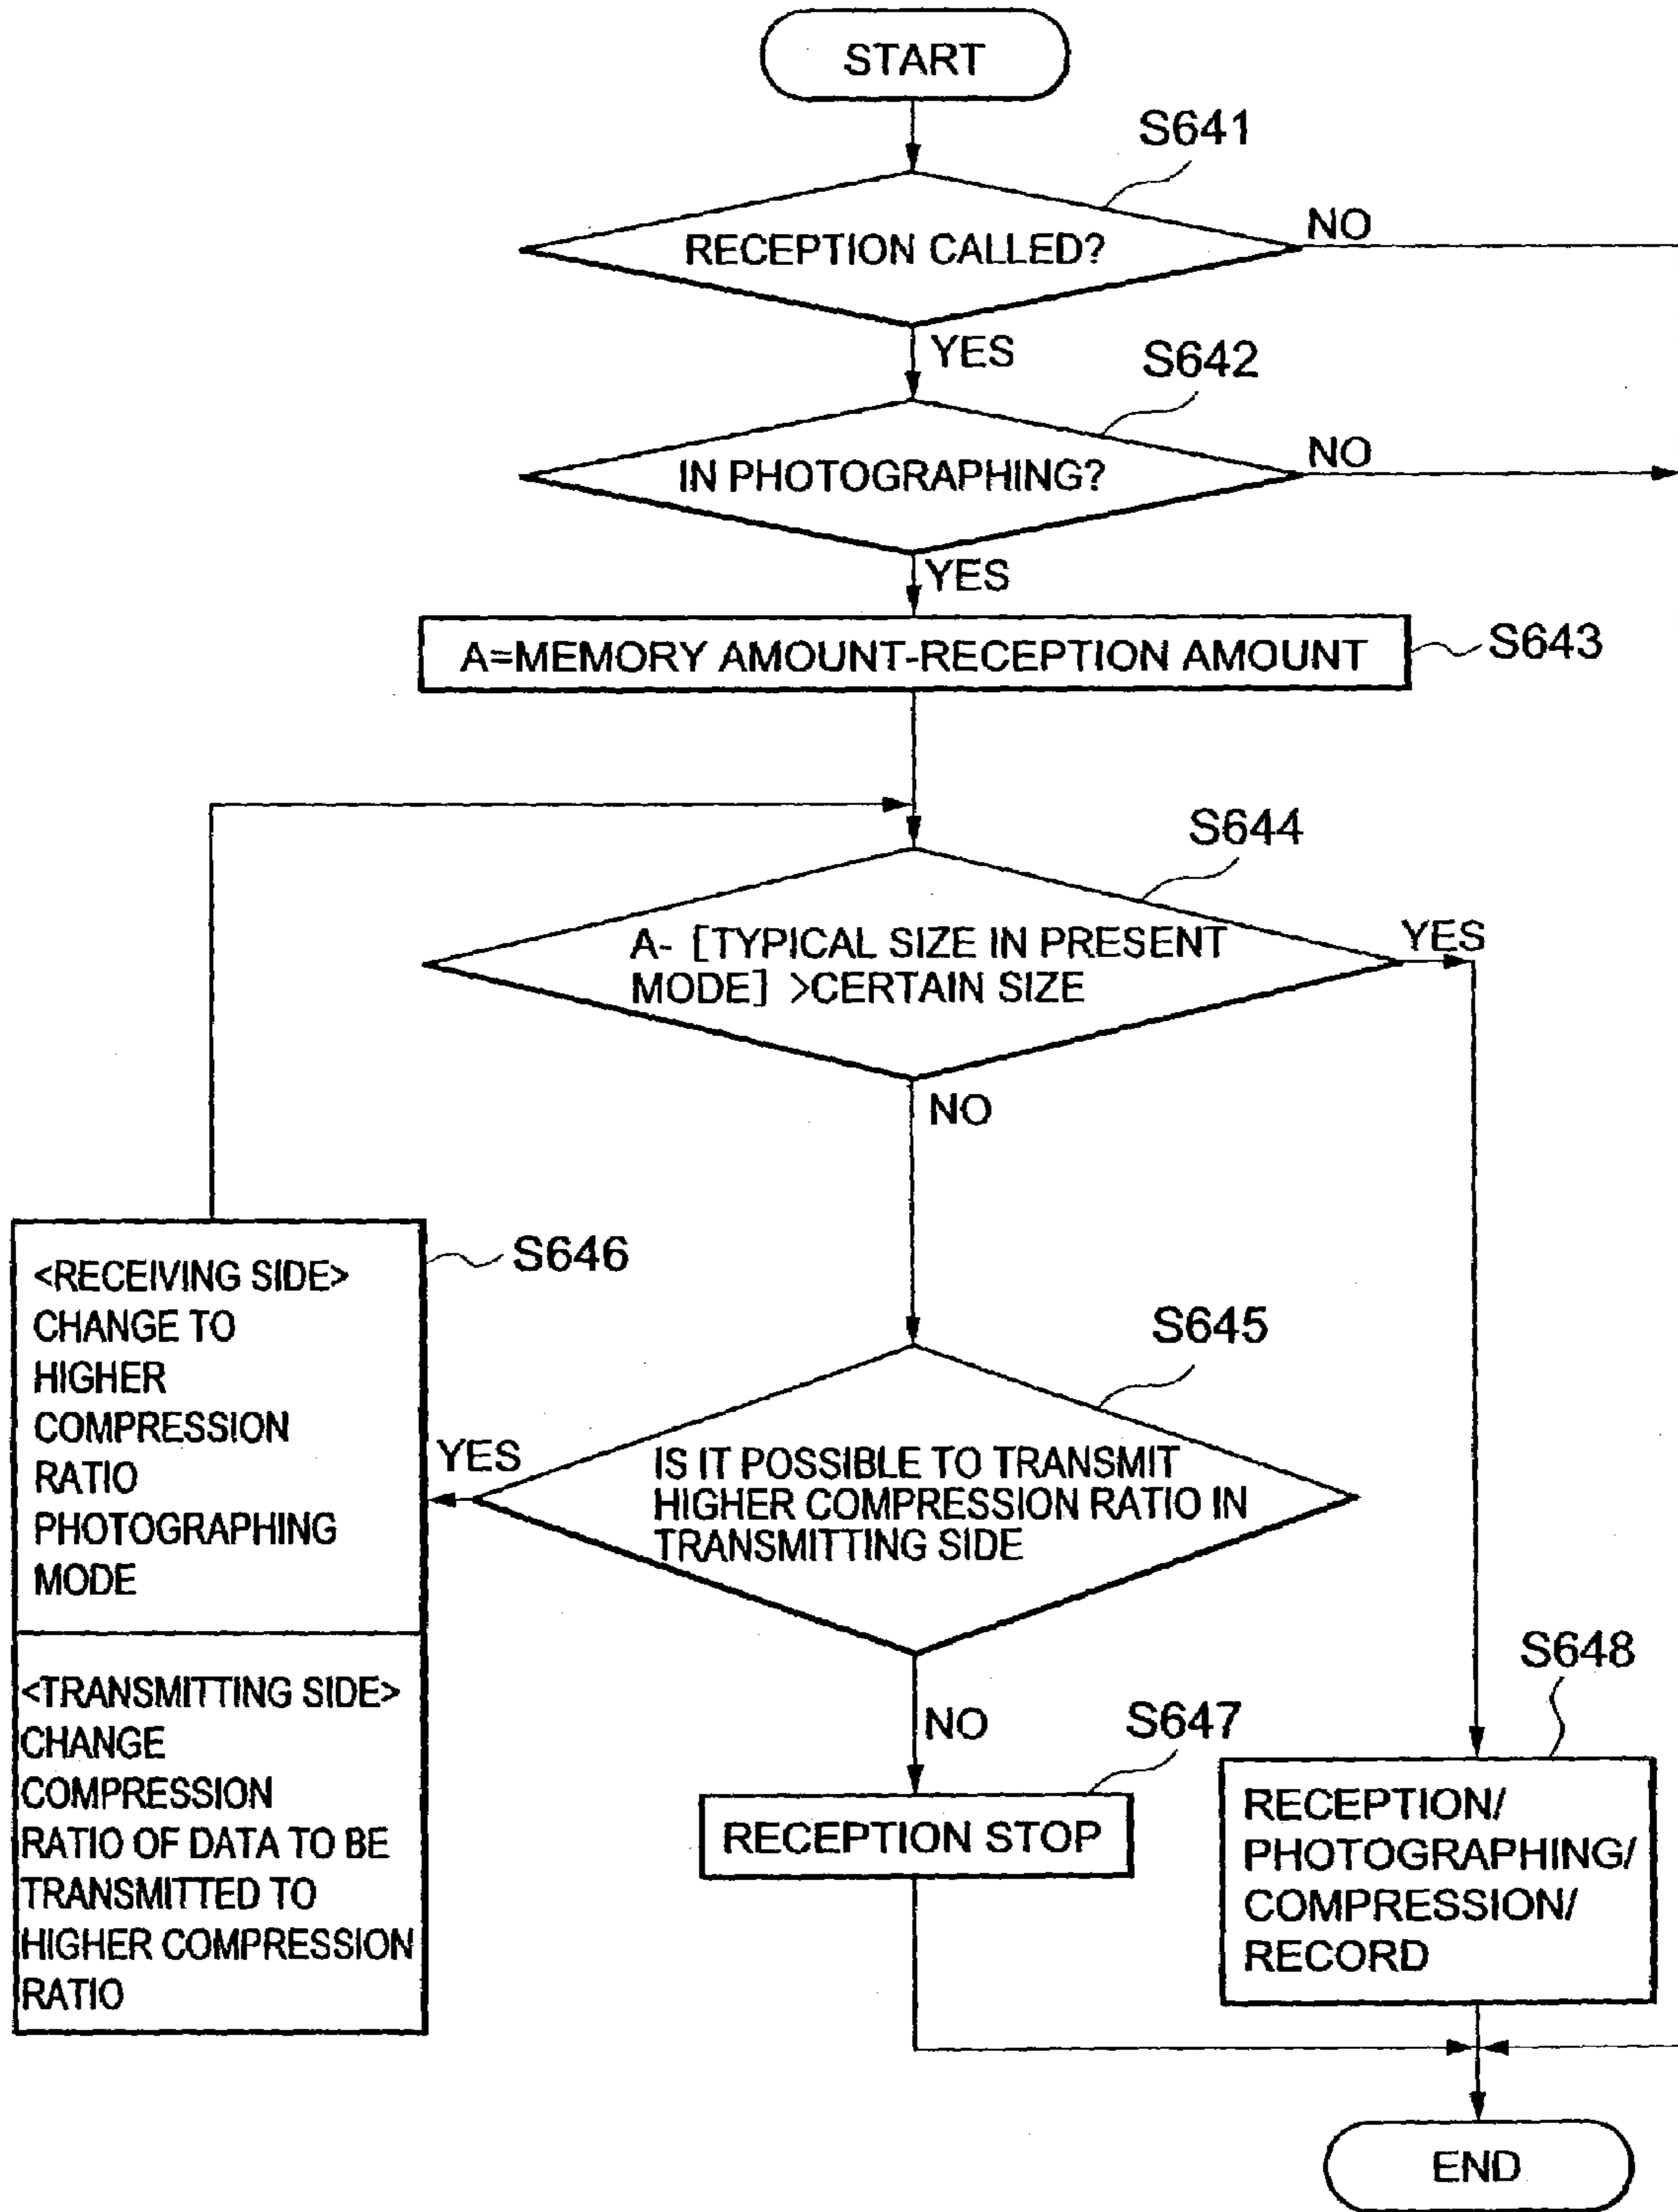 START
S641
RECEPTION CALLED?
NO
YES
S642
IN PHOTOGRAPHING?
NO
YES
A=MEMORY AMOUNT-RECEPTION AMOUNT
S643
S644
A- [TYPICAL SIZE IN PRESENT
MODE] >CERTAIN SIZE
YES
NO
<RECEIVING SIDE>
CHANGE TO
HIGHER
COMPRESSION
RATIO
PHOTOGRAPHING
MODE
S646
S645
YES
IS IT POSSIBLE TO TRANSMIT
HIGHER COMPRESSION RATIO IN
TRANSMITTING SIDE
<TRANSMITTING SIDE>
CHANGE
COMPRESSION
RATIO OF DATA TO BE
TRANSMITTED TO
HIGHER COMPRESSION
RATIO
NO
S647
RECEPTION STOP
S648
RECEPTION/
PHOTOGRAPHING/
COMPRESSION/
RECORD
END